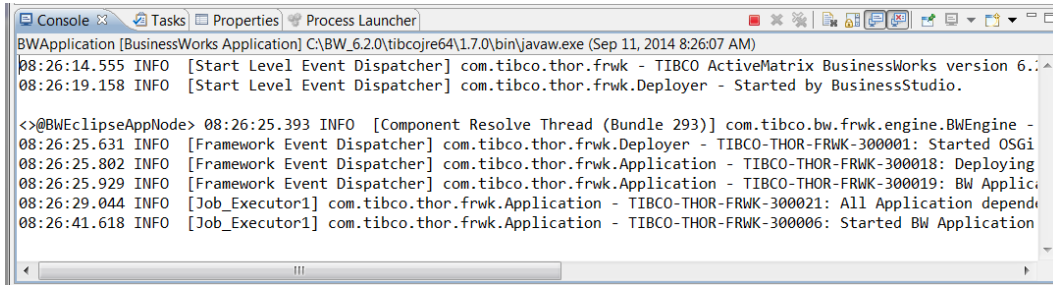 Console Tasks Properties Process Launcher
BWApplication [BusinessWorks Application] C:\BW_6.2.0\tibcojre64\1.7.0\bin\javaw.exe (Sep 11, 2014 8:26:07 AM)
08:26:14.555 INFO [Start Level Event Dispatcher] com.tibco.thor.frwk - TIBCO ActiveMatrix BusinessWorks version 6.
08:26:19.158 INFO [Start Level Event Dispatcher] com.tibco.thor.frwk.Deployer - Started by BusinessStudio.
<>@BWEclipseAppNode> 08:26:25.393 INFO [Component Resolve Thread (Bundle 293)] com.tibco.bw.frwk.engine.BWEngine -
08:26:25.631 INFO [Framework Event Dispatcher] com.tibco.thor.frwk.Deployer - TIBCO-THOR-FRWK-300001: Started OSGi
08:26:25.802 INFO [Framework Event Dispatcher] com.tibco.thor.frwk.Application - TIBCO-THOR-FRWK-300018: Deploying
08:26:25.929 INFO [Framework Event Dispatcher] com.tibco.thor.frwk.Application - TIBCO-THOR-FRWK-300019: BW Applic
08:26:29.044 INFO [Job_Executor1] com.tibco.thor.frwk.Application - TIBCO-THOR-FRWK-300021: All Application depend
08:26:41.618 INFO [Job_Executor1] com.tibco.thor.frwk.Application - TIBCO-THOR-FRWK-300006: Started BW Application